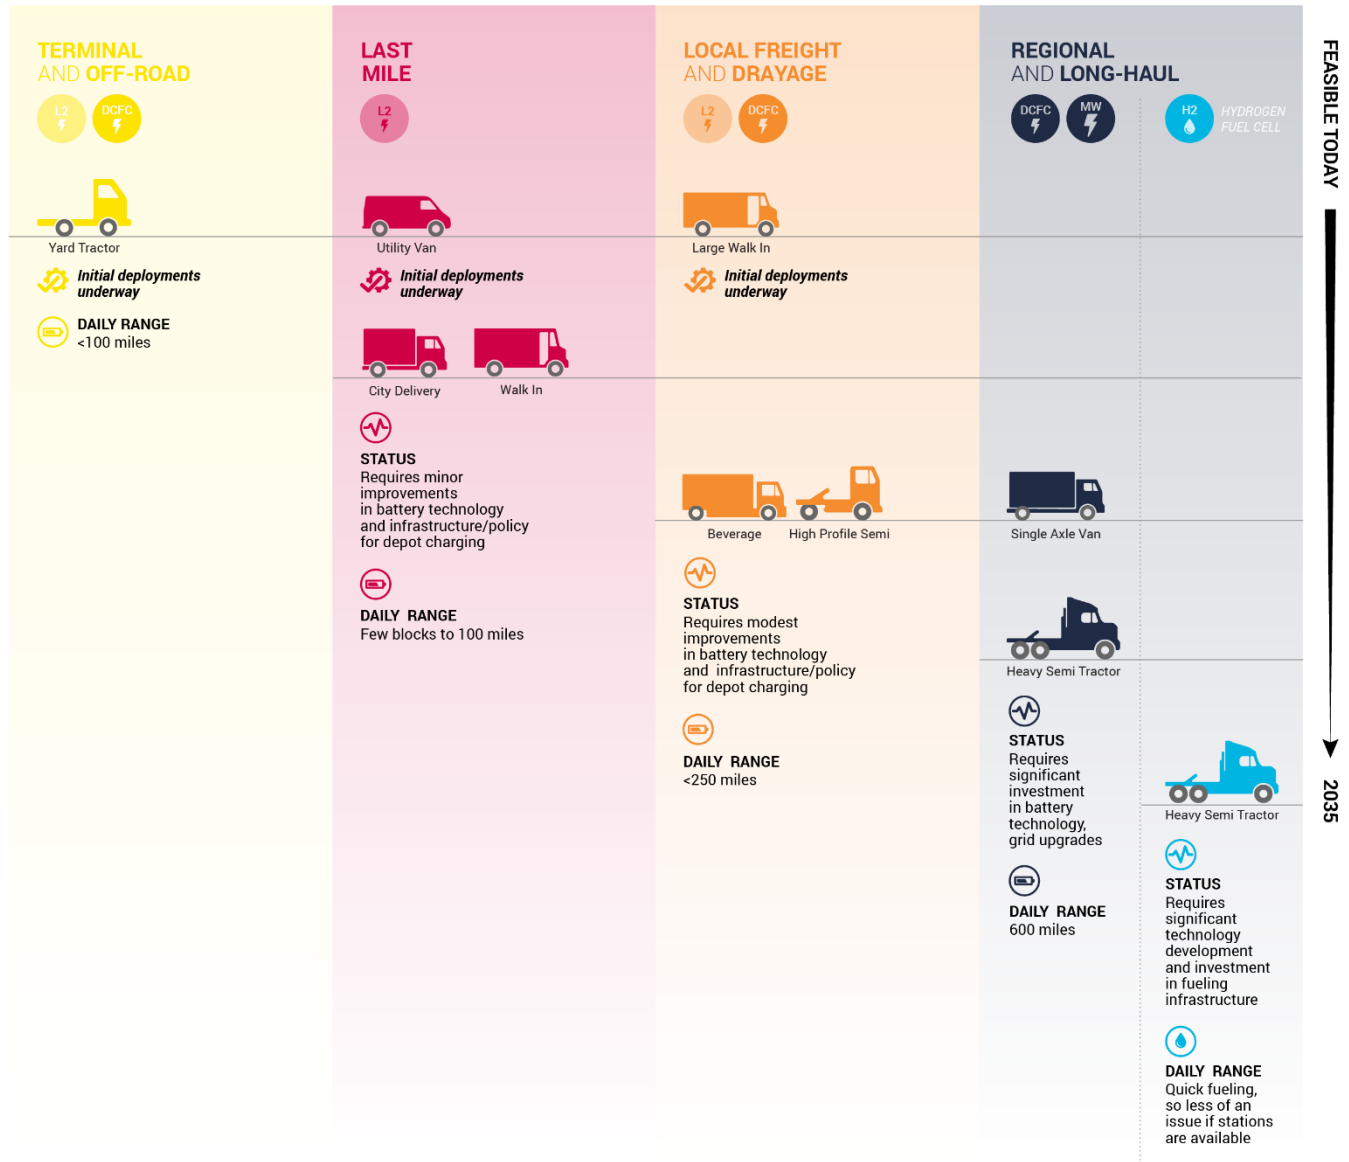 TERMINAL
AND OFF-ROAD
L2
DCFC
Yard Tractor
Initial deployments
underway
DAILY RANGE
<100 miles
LAST
MILE
L2
Utility Van
Initial deployments
underway
City Delivery
Walk In
STATUS
Requires minor
improvements
in battery technology
and infrastructure/policy
for depot charging
DAILY RANGE
Few blocks to 100 miles
LOCAL FREIGHT
AND DRAYAGE
L2
DCFC
Large Walk In
Initial deployments
underway
Beverage
High Profile Semi
STATUS
Requires modest
improvements
in battery technology
and infrastructure/policy
for depot charging
DAILY RANGE
<250 miles
REGIONAL
AND LONG-HAUL
DCFC
MW
Single Axle Van
Heavy Semi Tractor
STATUS
Requires
significant
investment
in battery
technology,
grid upgrades
DAILY RANGE
600 miles
H2
HYDROGEN
FUEL CELL
Heavy Semi Tractor
STATUS
Requires
significant
technology
development
and investment
in fueling
infrastructure
DAILY RANGE
Quick fueling,
so less of an
issue if stations
are available
FEASIBLE TODAY
2035